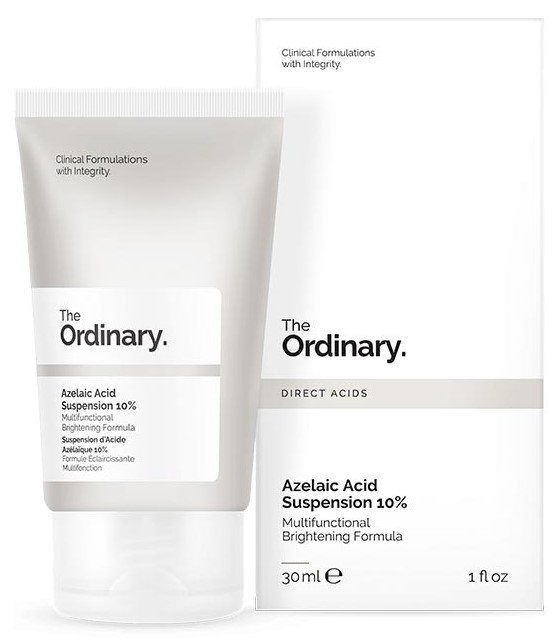 Clinical Formulations
with Integrity.
The
Ordinary.
Azelaic Acid
Suspension 10%
Multifunctional
Brightening Formula
Suspension d'Acide
Azélaïque 10%
Formule Éclaircissante
Multifonction
Clinical Formulations
with Integrity.
The
Ordinary.
DIRECT ACIDS
Azelaic Acid
Suspension 10%
Multifunctional
Brightening Formula
30 ml ℮ 1 fl oz